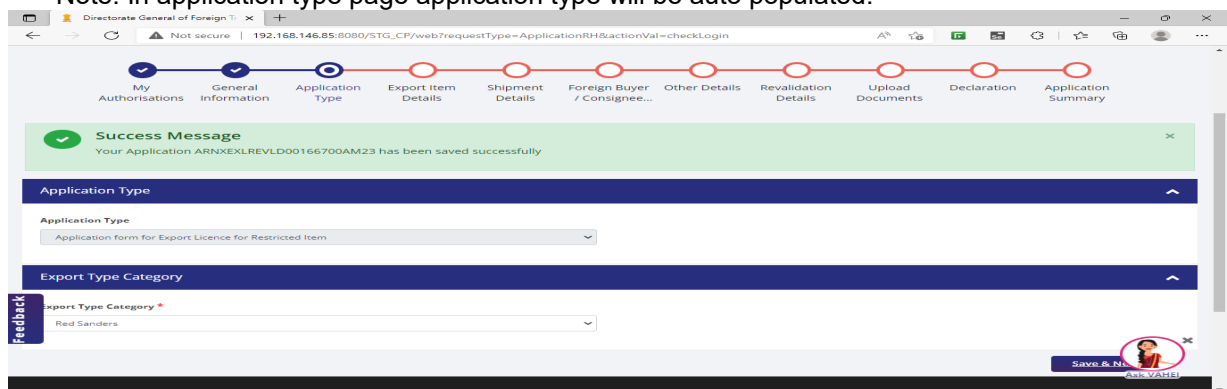 Note: In application type page application type will be auto populated.
Directorate General of Foreign T
Not secure | 192.168.146.85:8080/STG_CP/web?requestType=ApplicationRH&actionVal=checkLogin
My Authorisations
General Information
Application Type
Export Item Details
Shipment Details
Foreign Buyer / Consignee...
Other Details
Revalidation Details
Upload Documents
Declaration
Application Summary
Success Message
Your Application ARNXEXLREVLD00166700AM23 has been saved successfully
Application Type
Application Type
Application form for Export Licence for Restricted Item
Export Type Category
Export Type Category *
Red Sanders
Feedback
Save & N
Ask VAHEI